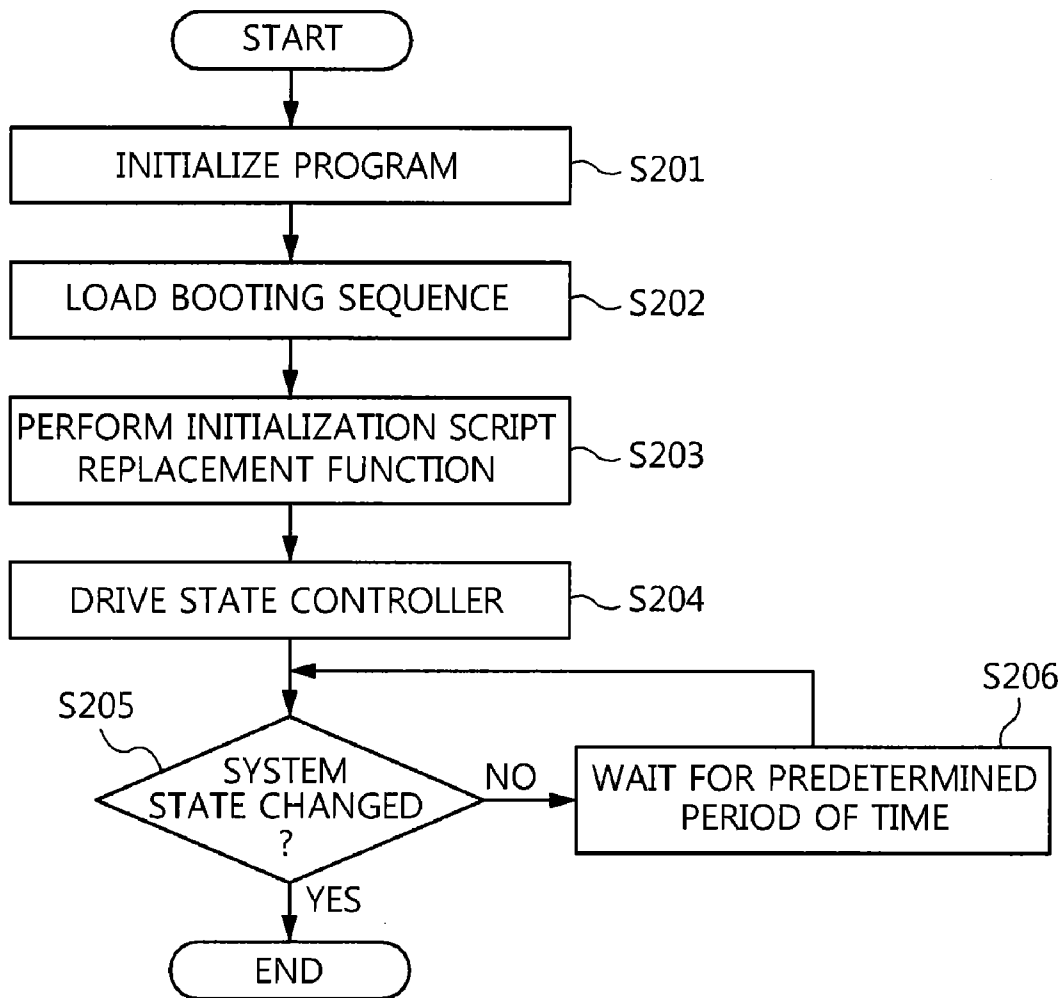 START
INITIALIZE PROGRAM
S201
LOAD BOOTING SEQUENCE
S202
PERFORM INITIALIZATION SCRIPT
REPLACEMENT FUNCTION
S203
DRIVE STATE CONTROLLER
S204
S205
SYSTEM
STATE CHANGED
?
NO
S206
WAIT FOR PREDETERMINED
PERIOD OF TIME
YES
END